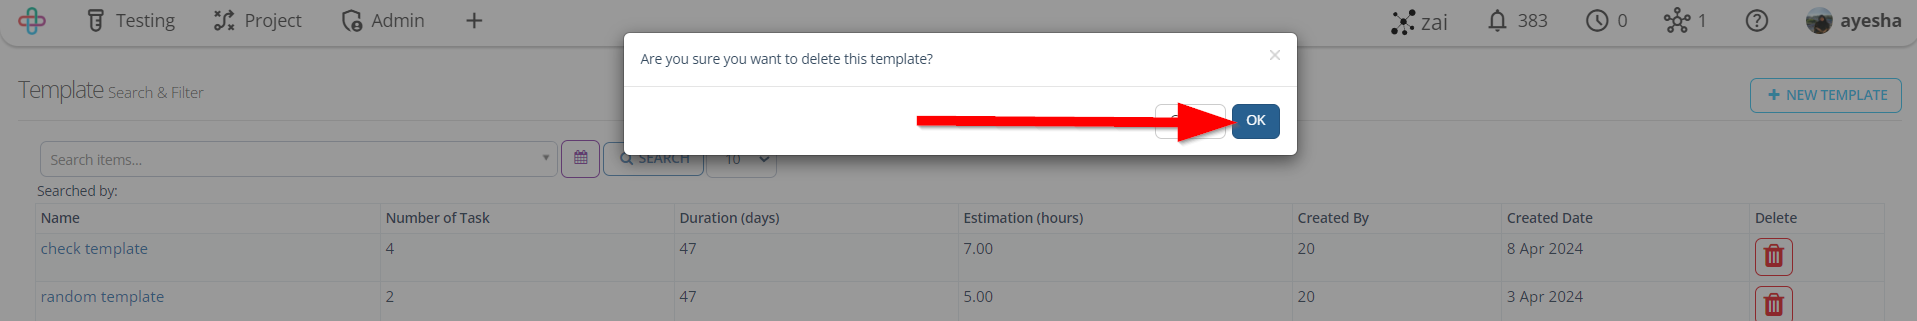 Testing Project Admin + zai 383 0 1 ayesha
Are you sure you want to delete this template? ×
OK
Template Search & Filter
+ NEW TEMPLATE
Search items... SEARCH 10
Searched by:
Name Number of Task Duration (days) Estimation (hours) Created By Created Date Delete
check template 4 47 7.00 20 8 Apr 2024
random template 2 47 5.00 20 3 Apr 2024